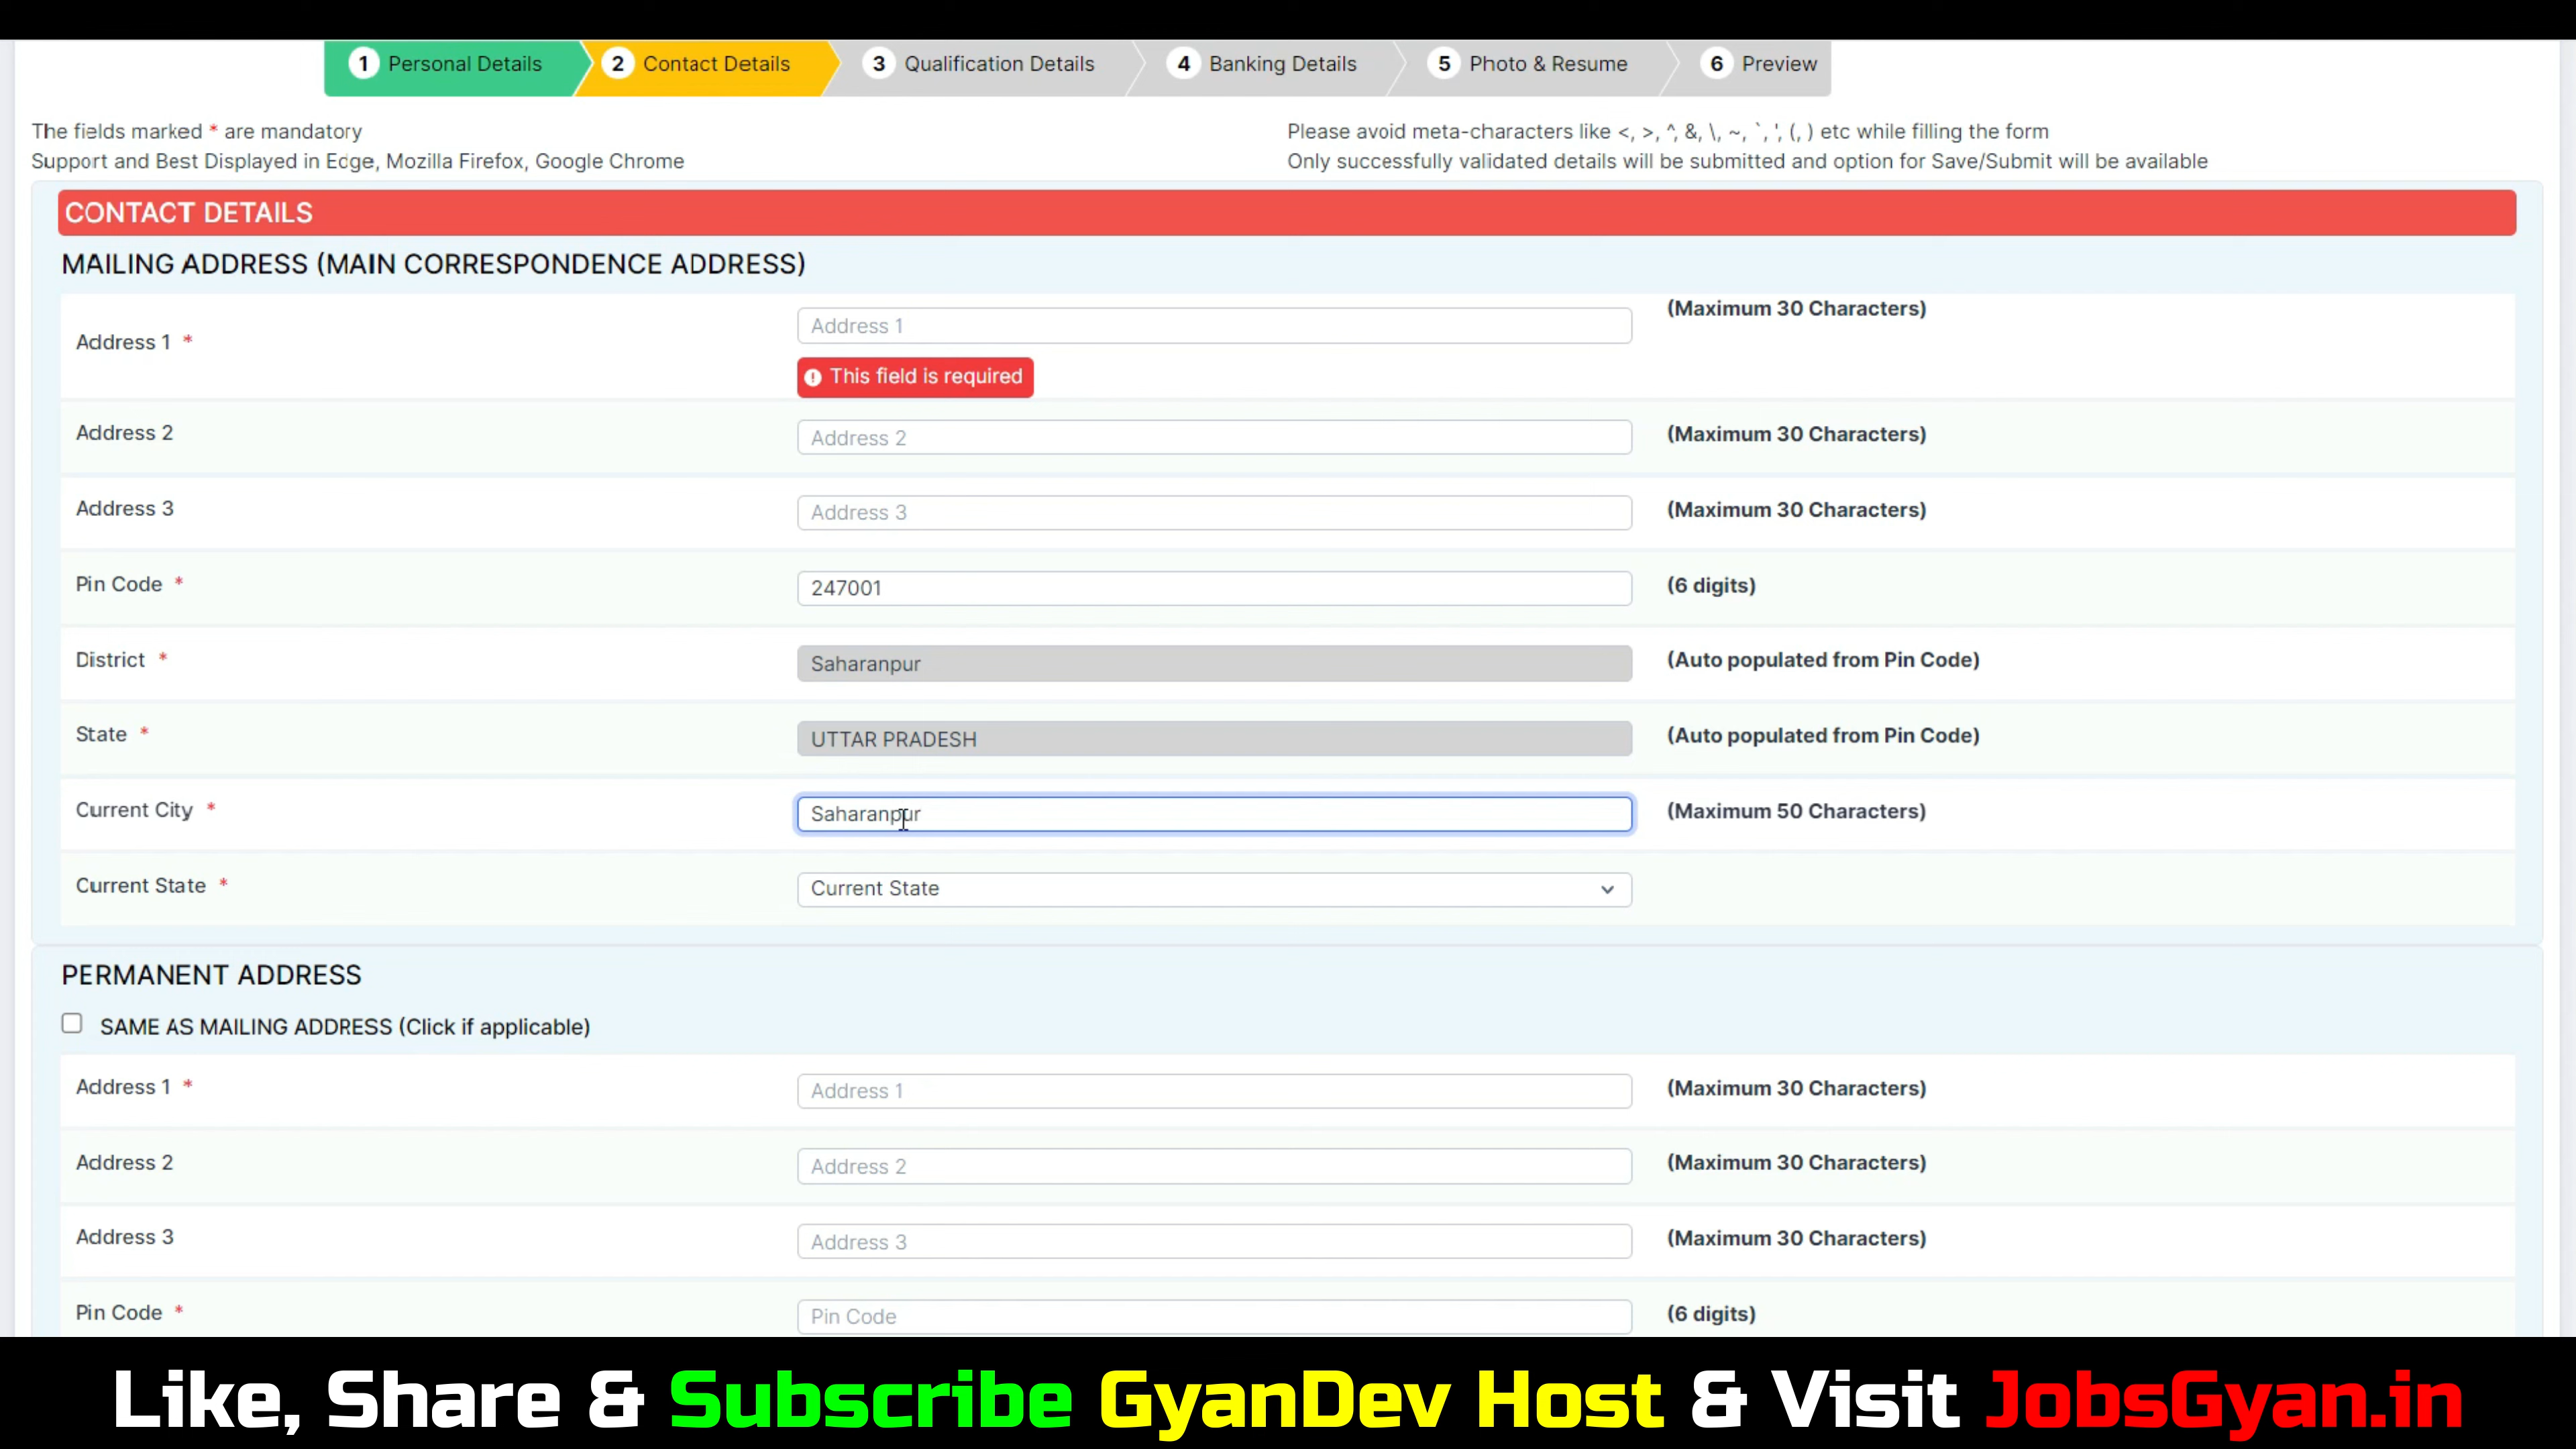 1 Personal Details 2 Contact Details 3 Qualification Details 4 Banking Details 5 Photo & Resume 6 Preview
The fields marked * are mandatory
Support and Best Displayed in Edge, Mozilla Firefox, Google Chrome
Please avoid meta-characters like <, >, ^, &, \, ~, `, ', (, ) etc while filling the form
Only successfully validated details will be submitted and option for Save/Submit will be available
CONTACT DETAILS
MAILING ADDRESS (MAIN CORRESPONDENCE ADDRESS)
Address 1 * Address 1 (Maximum 30 Characters)
This field is required
Address 2 Address 2 (Maximum 30 Characters)
Address 3 Address 3 (Maximum 30 Characters)
Pin Code * 247001 (6 digits)
District * Saharanpur (Auto populated from Pin Code)
State * UTTAR PRADESH (Auto populated from Pin Code)
Current City * Saharanpur (Maximum 50 Characters)
Current State * Current State
PERMANENT ADDRESS
SAME AS MAILING ADDRESS (Click if applicable)
Address 1 * Address 1 (Maximum 30 Characters)
Address 2 Address 2 (Maximum 30 Characters)
Address 3 Address 3 (Maximum 30 Characters)
Pin Code * Pin Code (6 digits)
Like, Share & Subscribe GyanDev Host & Visit JobsGyan.in